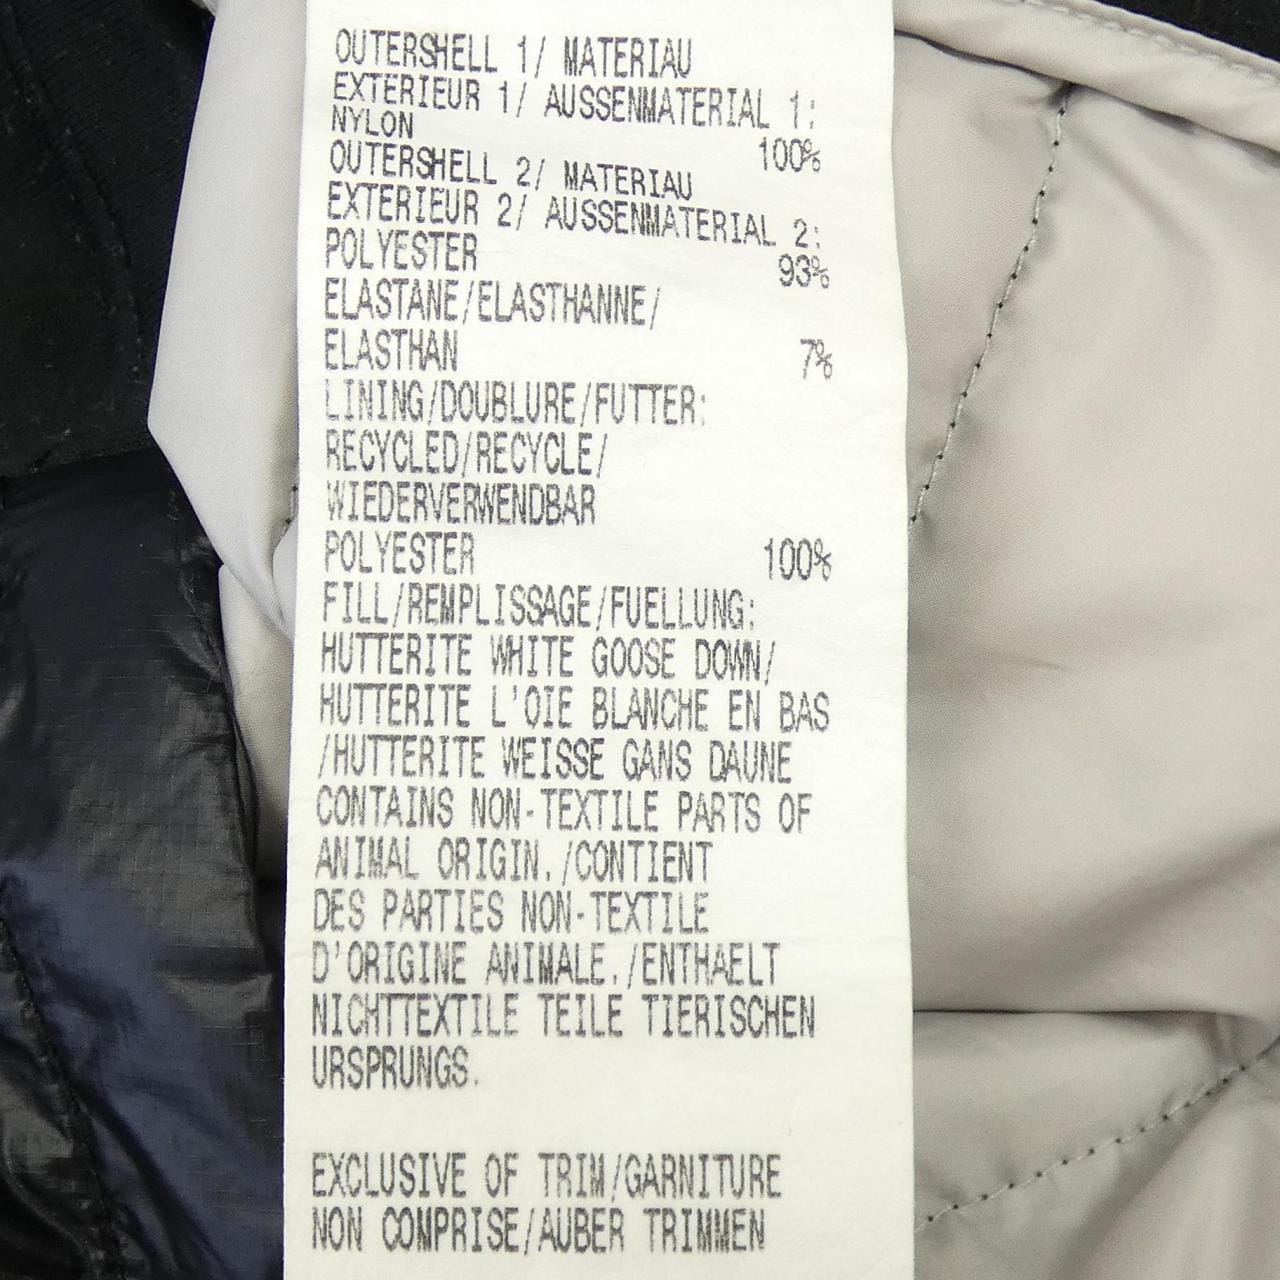 OUTERSHELL 1/ MATERIAU
EXTERIEUR 1/ AUSSENMATERIAL 1:
NYLON 100%
OUTERSHELL 2/ MATERIAU
EXTERIEUR 2/ AUSSENMATERIAL 2:
POLYESTER 93%
ELASTANE/ELASTHANNE/
ELASTHAN 7%
LINING/DOUBLURE/FUTTER:
RECYCLED/RECYCLE/
WIEDERVERWENDBAR
POLYESTER 100%
FILL/REMPLISSAGE/FUELLUNG:
HUTTERITE WHITE GOOSE DOWN/
HUTTERITE L'OIE BLANCHE EN BAS
/HUTTERITE WEISSE GANS DAUNE
CONTAINS NON-TEXTILE PARTS OF
ANIMAL ORIGIN./CONTIENT
DES PARTIES NON-TEXTILE
D'ORIGINE ANIMALE./ENTHAELT
NICHTTEXTILE TEILE TIERISCHEN
URSPRUNGS.
EXCLUSIVE OF TRIM/GARNITURE
NON COMPRISE/AUBER TRIMMEN